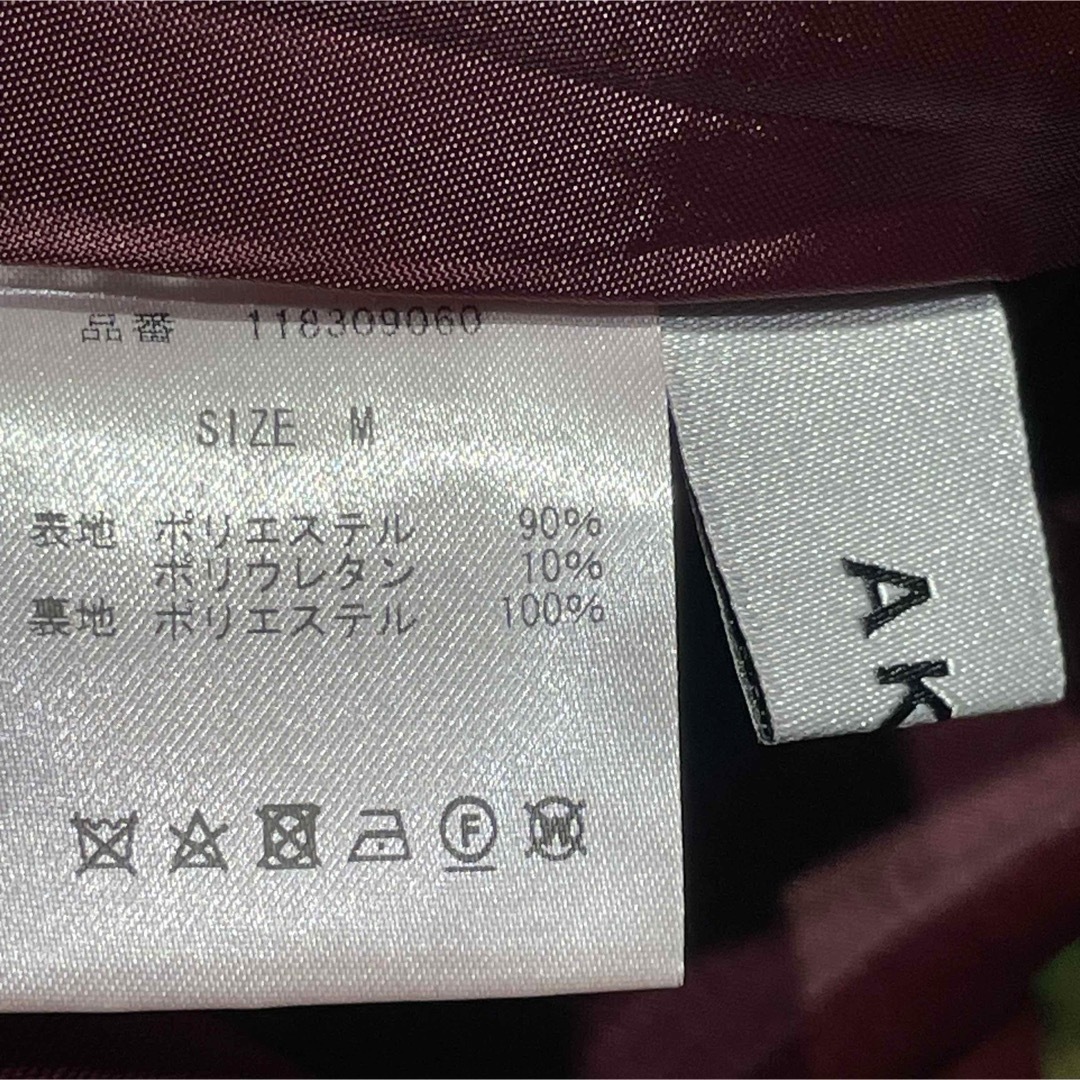 品番 118309060
SIZE M
表地 ポリエステル 90%
ポリウレタン 10%
裏地 ポリエステル 100%
F
W
AK